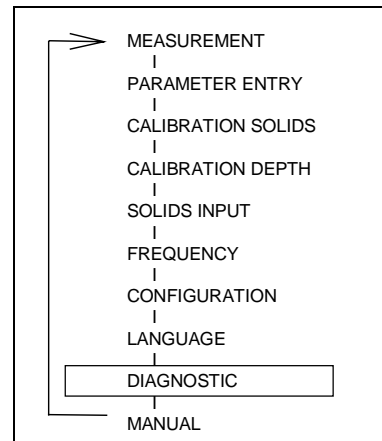 MEASUREMENT
PARAMETER ENTRY
CALIBRATION SOLIDS
CALIBRATION DEPTH
SOLIDS INPUT
FREQUENCY
CONFIGURATION
LANGUAGE
DIAGNOSTIC
MANUAL